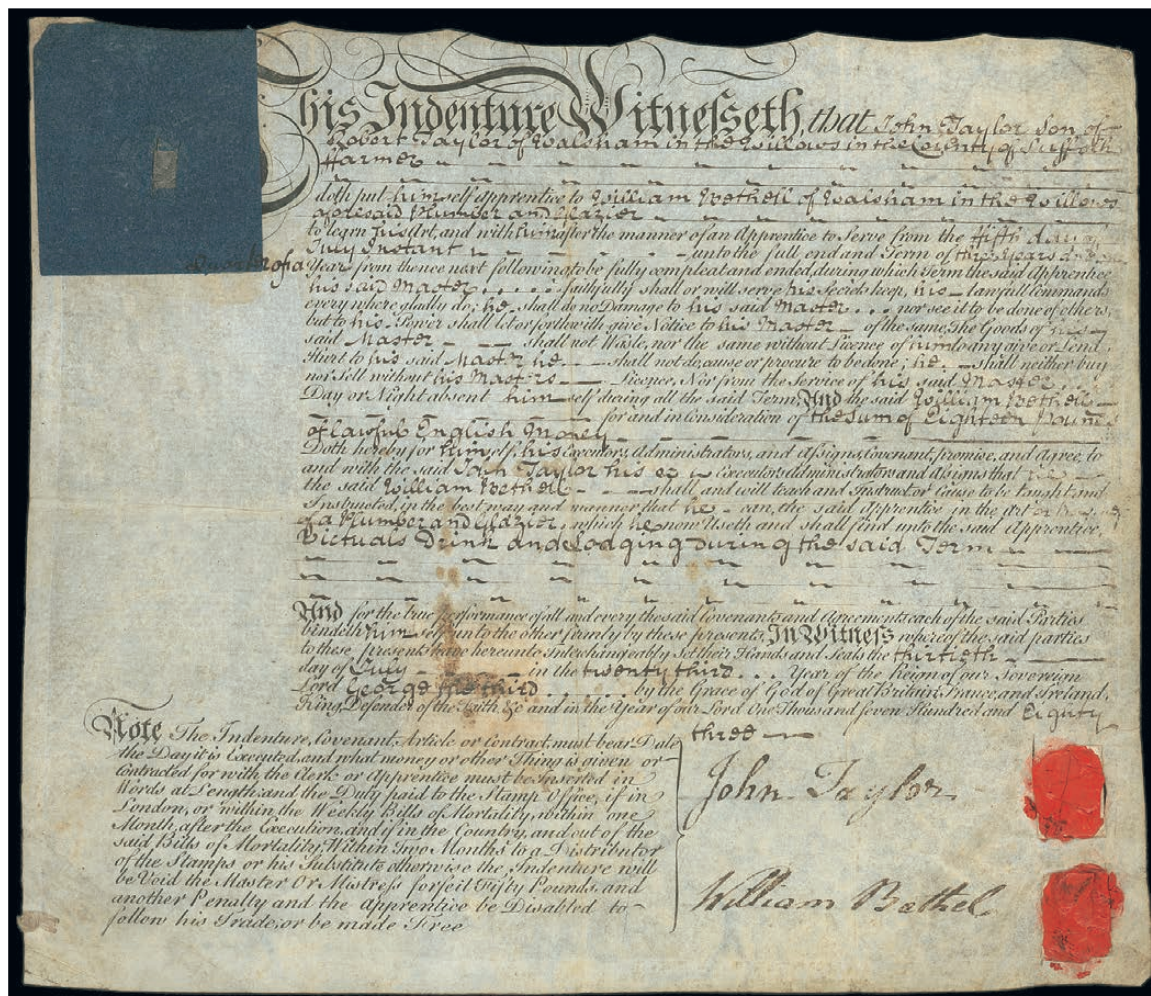 This Indenture Witneſseth, that John Taylor Son of
Robert Taylor of Walsham in the Willows in the County of Suffolk
Farmer
doth put himself Apprentice to William Bethell of Walsham in the Willows
aforesaid Plumber and Glazier
to learn his Art, and with him after the manner of an Apprentice to Serve from the fifth day of
July Instant unto the full end and Term of three Years and
Quarter of a Year from thence next following to be fully compleat and ended, during which Term the said Apprentice
his said Master faithfully shall or will serve his Secrets keep, his lawfull Commands
every where gladly do; he shall do no Damage to his said Master nor see it to be done of others,
but to his Power shall let or forthwith give Notice to his Master of the same, The Goods of his
said Master shall not Waste, nor the same without Licence of him to any give or Lend.
Hurt to his said Master he shall not do, cause or procure to be done; he shall neither buy
nor Sell without his Masters Licence, Nor from the Service of his said Master
Day or Night absent himself during all the said Term, And the said William Bethell
for and in Consideration of the sum of Eighteen Pounds
of lawful English Money
Doth hereby for himself, his Executors, Administrators, and Aſsigns, Covenant, promise, and Agree, to
and with the said John Taylor his Executors Administrators and Aſsigns that he
the said William Bethell shall and will teach and Instruct or Cause to be taught and
Instructed, in the best way and manner that he can, the said Apprentice in the art
of a Plumber and Glazier, which he now Useth and shall find unto the said Apprentice,
Victuals Drink and Lodging During the said Term
And for the true performance of all and every the said Covenants and Agreements, each of the said Parties
bindeth himself unto the other firmly by these presents, In Witneſs whereof the said parties
to these presents have hereunto Interchangeably Set their Hands and Seals the thirtieth
day of July in the twenty third Year of the Reign of our Sovereign
Lord George the third by the Grace of God of Great Britain, France, and Ireland,
King, Defender of the Faith &c and in the Year of our Lord One Thousand seven Hundred and Eighty
three
Note The Indenture, Covenant, Article or Contract, must bear Date
the Day it is Executed, and what money or other Thing is given or
Contracted for with the Clerk or Apprentice must be Inserted in
Words at Length, and the Duty paid to the Stamp Office, if in
London, or within the Weekly Bills of Mortality, within one
Month, after the Execution, and if in the Country, and out of the
said Bills of Mortality, Within Two Months to a Distributor
of the Stamps or his Substitute otherwise the Indenture will
be Void the Master Or Mistreſs forfeit Fifty Pounds, and
another Penalty and the apprentice be Disabled to
follow his Trade, or be made Free
John Taylor
William Bethel